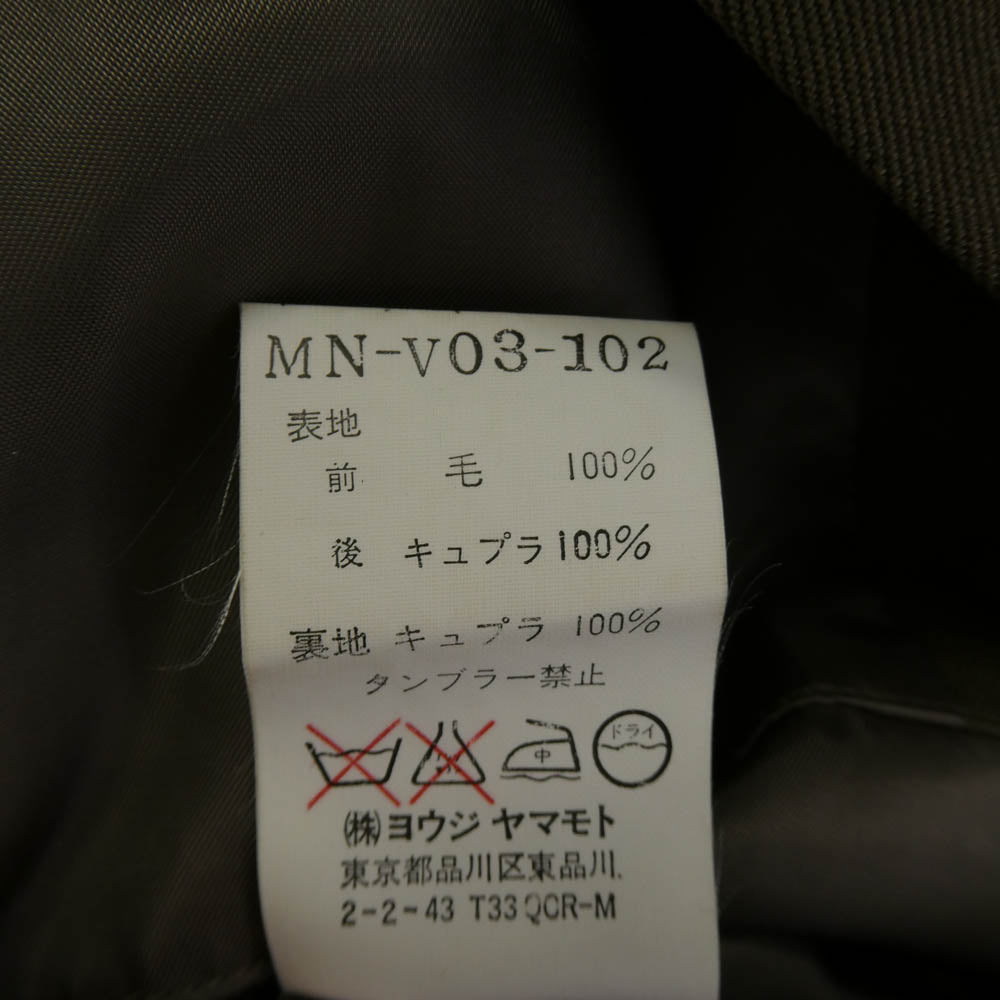 MN-V03-102
表地
前 毛 100%
後 キュプラ 100%
裏地 キュプラ 100%
タンブラー禁止
中 ドライ
(株)ヨウジ ヤマモト
東京都品川区東品川
2-2-43 T33 QCR-M